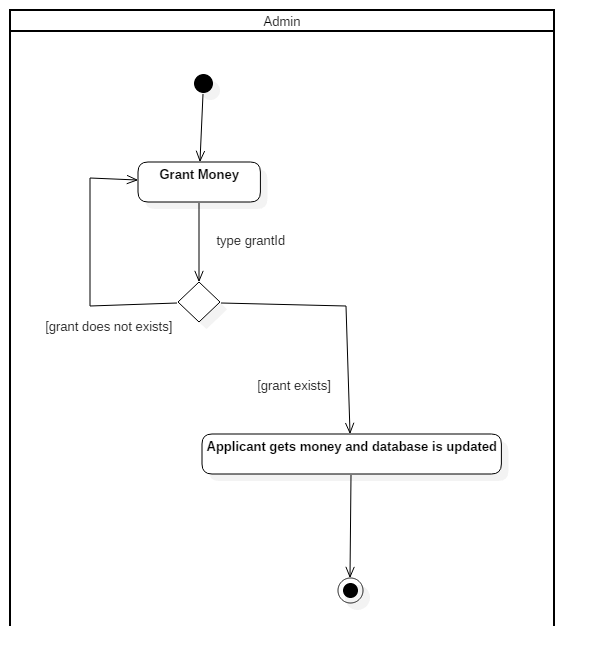 Admin
Grant Money
type grantId
[grant does not exists]
[grant exists]
Applicant gets money and database is updated